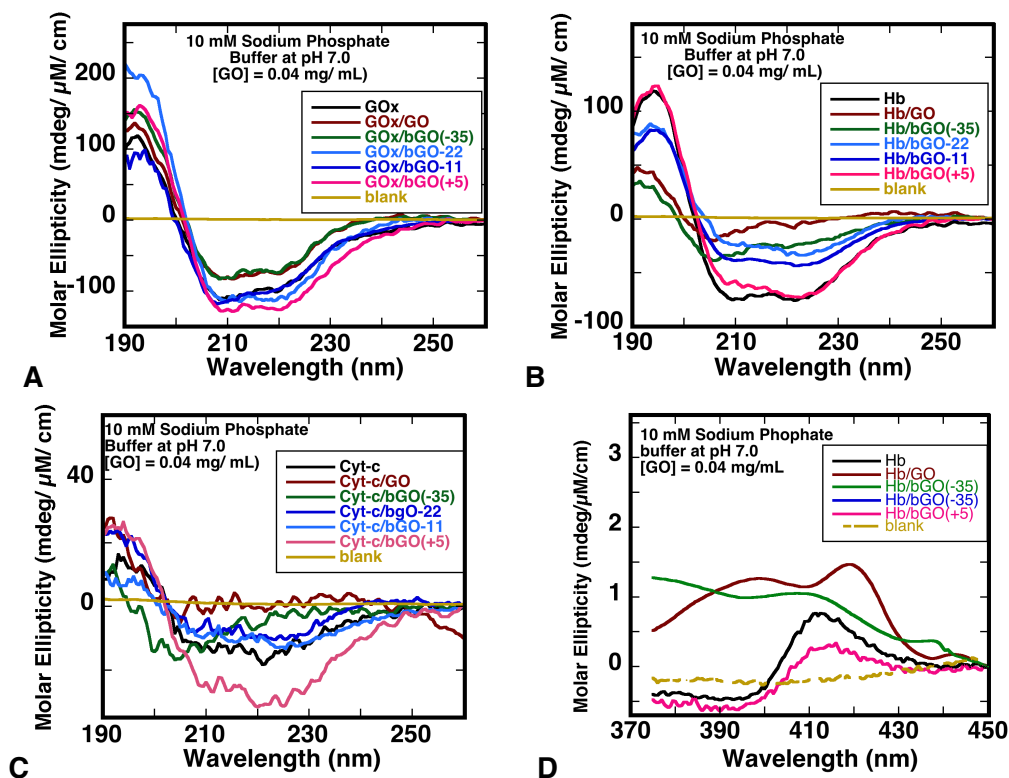 10 mM Sodium Phosphate
Buffer at pH 7.0
[GO] = 0.04 mg/ mL)
GOx
GOx/GO
GOx/bGO(-35)
GOx/bGO-22
GOx/bGO-11
GOx/bGO(+5)
blank
200
100
0
-100
190
210
230
250
Molar Ellipticity (mdeg/ µM/ cm)
Wavelength (nm)
A
10 mM Sodium Phosphate
Buffer at pH 7.0
[GO] = 0.04 mg/ mL)
Hb
Hb/GO
Hb/bGO(-35)
Hb/bGO-22
Hb/bGO-11
Hb/bGO(+5)
blank
100
0
-100
190
210
230
250
Molar Ellipticity (mdeg/ µM/ cm)
Wavelength (nm)
B
10 mM Sodium Phosphate
Buffer at pH 7.0
[GO] = 0.04 mg/ mL)
Cyt-c
Cyt-c/GO
Cyt-c/bGO(-35)
Cyt-c/bgO-22
Cyt-c/bGO-11
Cyt-c/bGO(+5)
blank
40
0
190
210
230
250
Molar Ellipticity (mdeg/ µM/ cm)
Wavelength (nm)
C
10 mM Sodium Phophate
buffer at pH 7.0
[GO] = 0.04 mg/mL
Hb
Hb/GO
Hb/bGO(-35)
Hb/bGO(-35)
Hb/bGO(+5)
blank
3
2
1
0
370
390
410
430
450
Molar Ellipticity (mdeg/µM/cm)
Wavelength (nm)
D